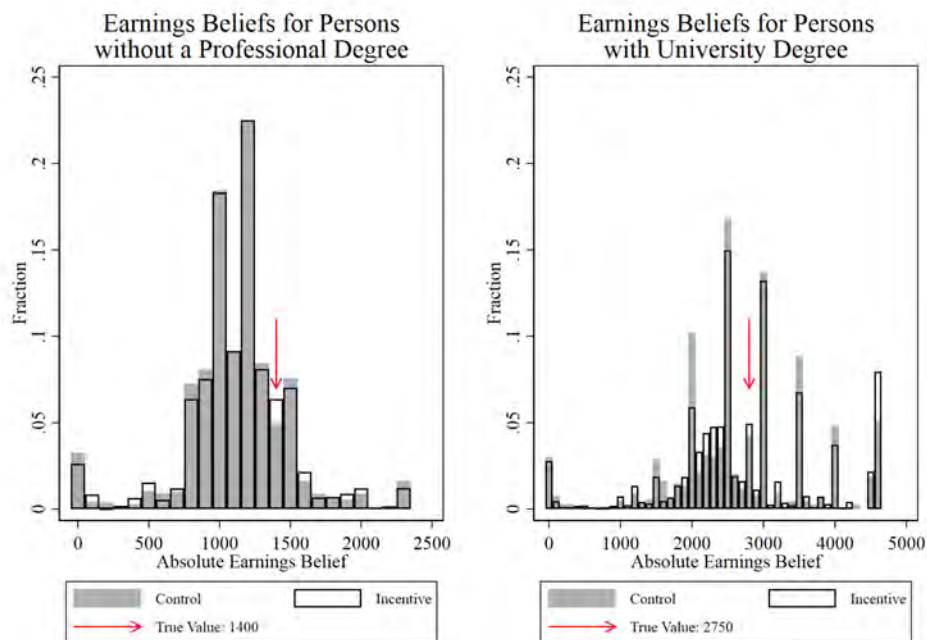 Earnings Beliefs for Persons
without a Professional Degree
.25
.2
.15
.1
.05
0
Fraction
0 500 1000 1500 2000 2500
Absolute Earnings Belief
Control Incentive
True Value: 1400
Earnings Beliefs for Persons
with University Degree
.25
.2
.15
.1
.05
0
Fraction
0 1000 2000 3000 4000 5000
Absolute Earnings Belief
Control Incentive
True Value: 2750